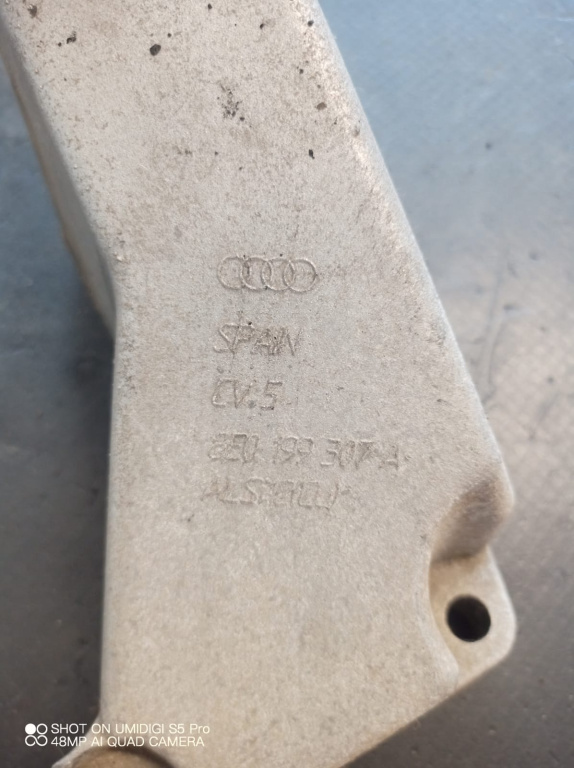 SPAIN
CV.5
8E0 199 307 A
SHOT ON UMIDIGI S5 Pro
48MP AI QUAD CAMERA